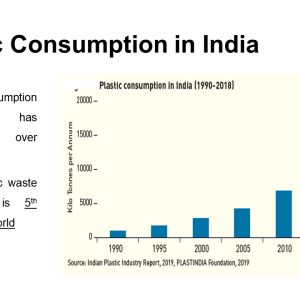 c Consumption in India
umption
has
over
c waste
is 5th
orld
Plastic consumption in India (1990-2018)
Kilo Tonnes per Annum
20000
15000
10000
5000
0
1990 1995 2000 2005 2010
Source: Indian Plastic Industry Report, 2019, PLASTINDIA Foundation, 2019